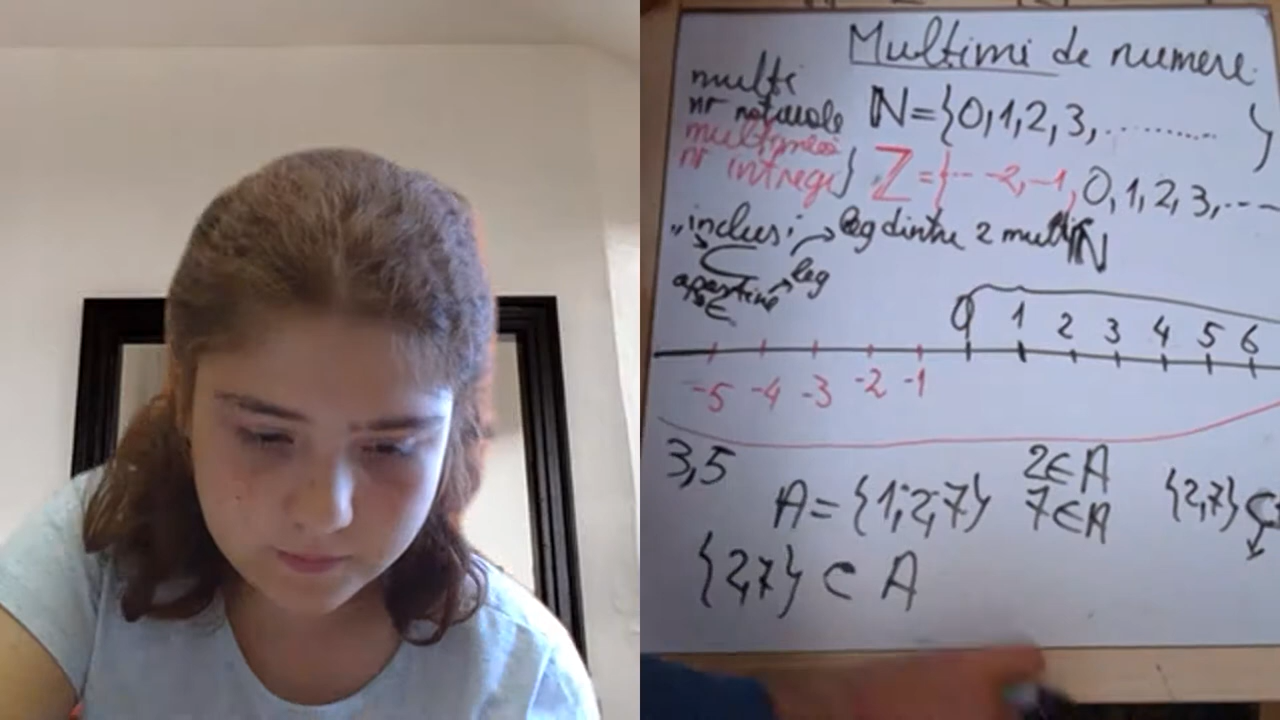 Multimi de numere
multi
nr naturale N={0,1,2,3,.............}
nr intregi} Z={... -2,-1,0,1,2,3,....
"inclus" → leg dintre 2 multi N
⊂
apartine → leg
∈
0 1 2 3 4 5 6
-5 -4 -3 -2 -1
3,5
A={1;2;7} 2∈A {2,7}
7∈A
{2,7} ⊂ A